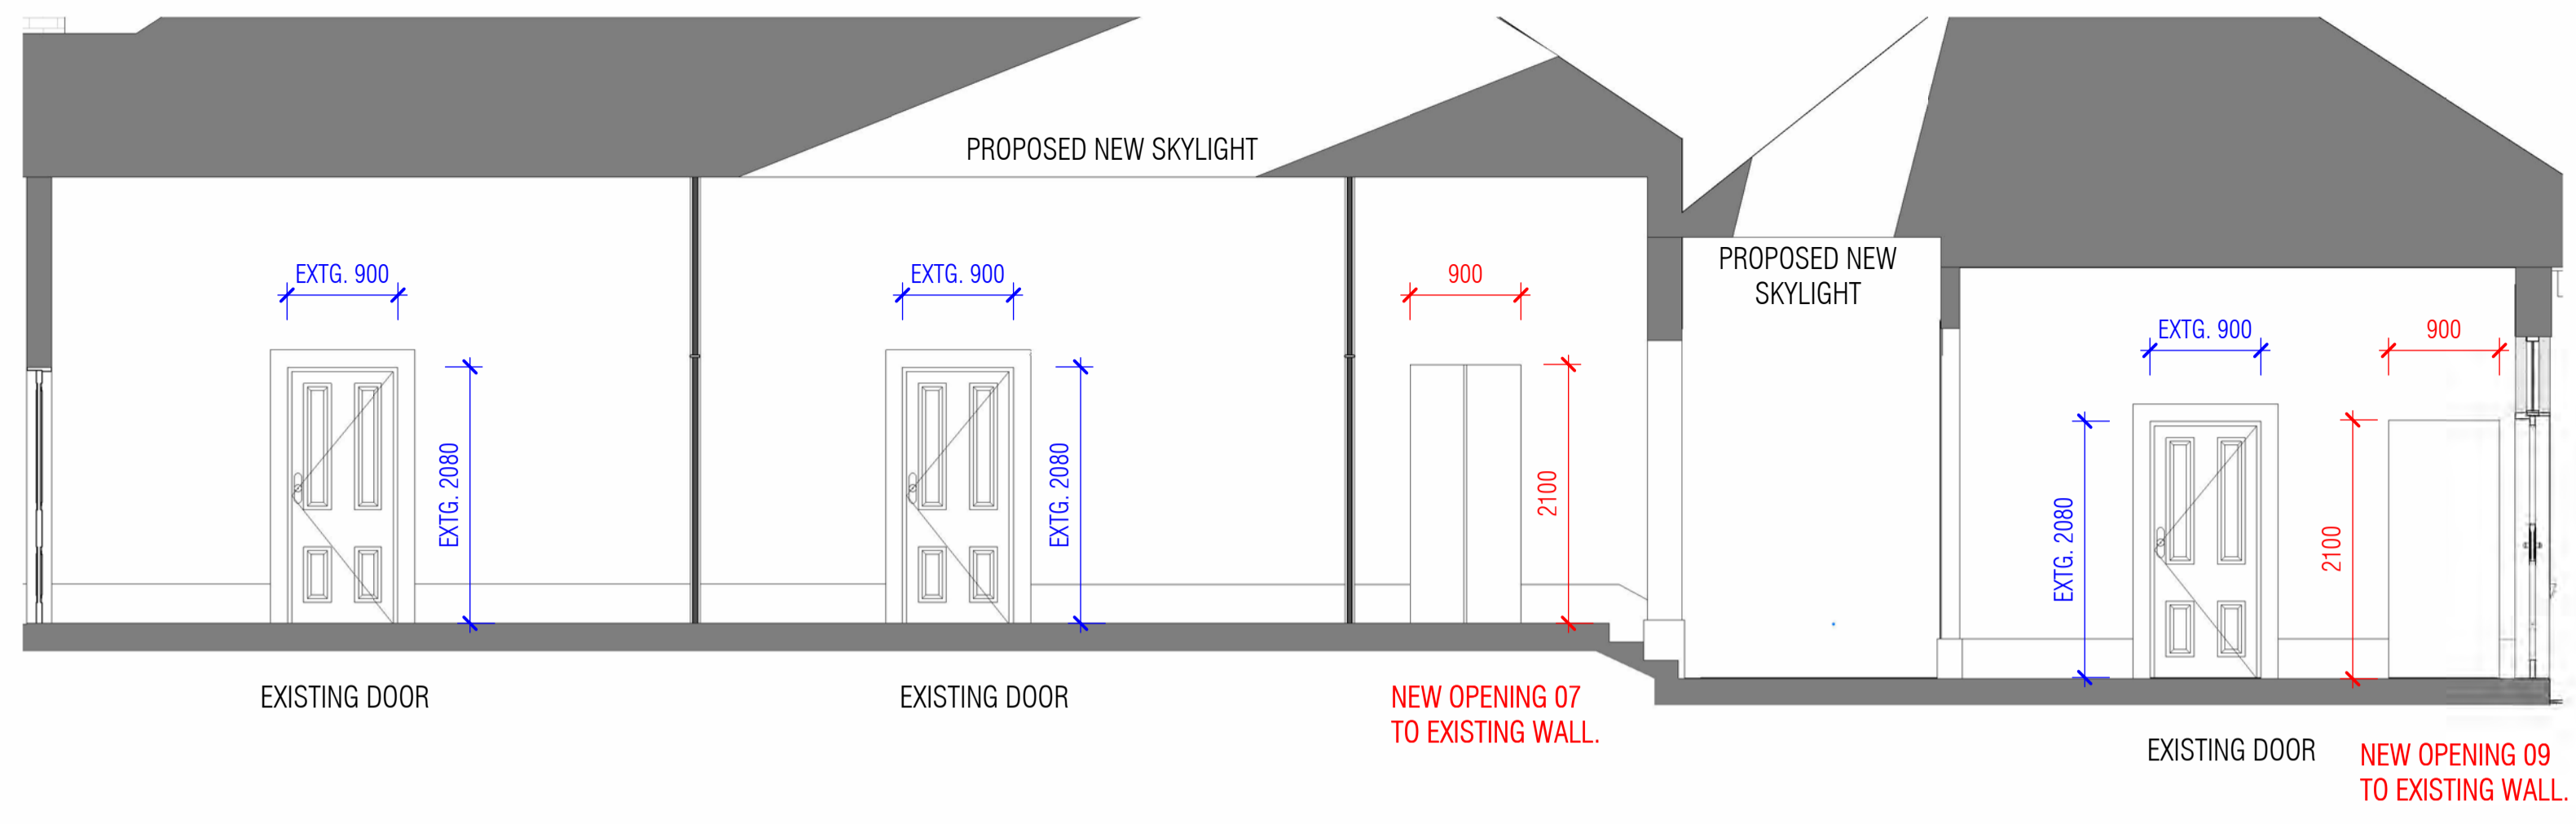 PROPOSED NEW SKYLIGHT
PROPOSED NEW
SKYLIGHT
EXTG. 900
EXTG. 900
900
EXTG. 900
900
EXTG. 2080
EXTG. 2080
2100
EXTG. 2080
2100
EXISTING DOOR
EXISTING DOOR
NEW OPENING 07
TO EXISTING WALL.
EXISTING DOOR
NEW OPENING 09
TO EXISTING WALL.